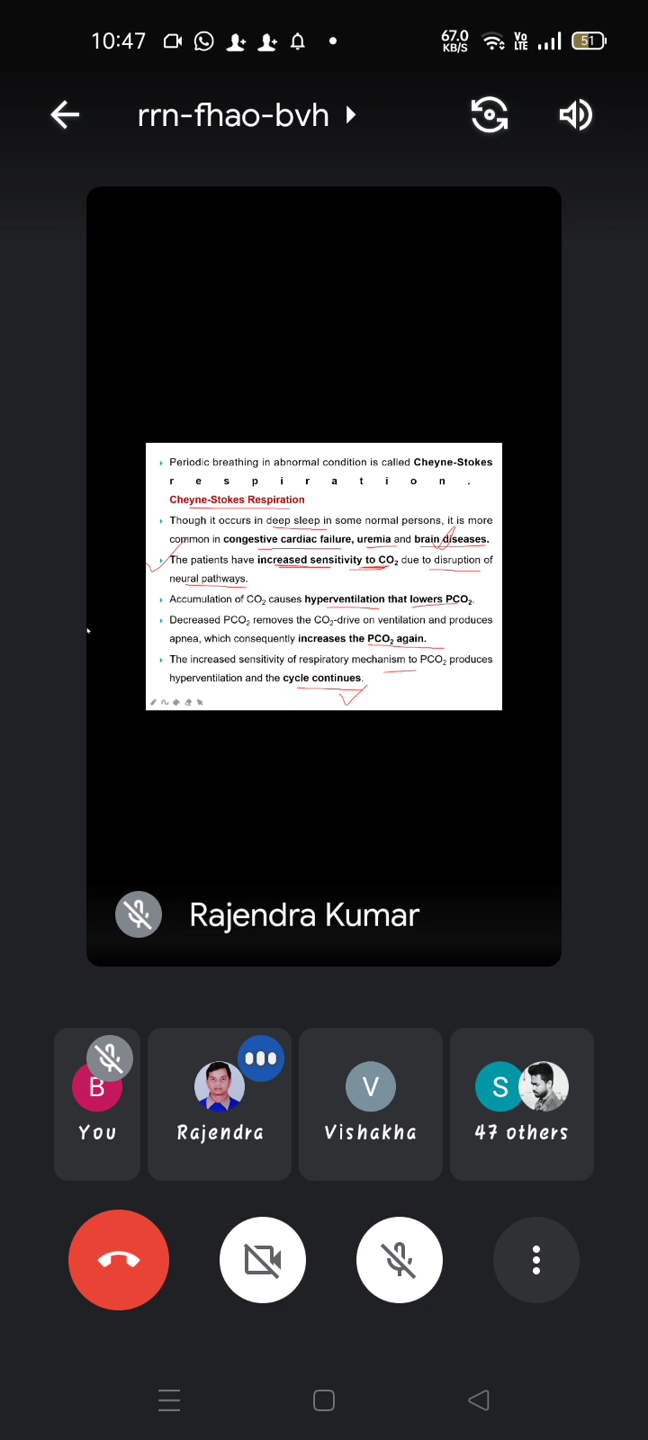 10:47
67.0
KB/S
Vo
LTE
51
rrn-fhao-bvh
Periodic breathing in abnormal condition is called Cheyne-Stokes
r e s p i r a t i o n .
Cheyne-Stokes Respiration
Though it occurs in deep sleep in some normal persons, it is more
common in congestive cardiac failure, uremia and brain diseases.
The patients have increased sensitivity to CO2 due to disruption of
neural pathways.
Accumulation of CO2 causes hyperventilation that lowers PCO2.
Decreased PCO2 removes the CO2-drive on ventilation and produces
apnea, which consequently increases the PCO2 again.
The increased sensitivity of respiratory mechanism to PCO2 produces
hyperventilation and the cycle continues.
Rajendra Kumar
B
V
S
You
Rajendra
Vishakha
47 others